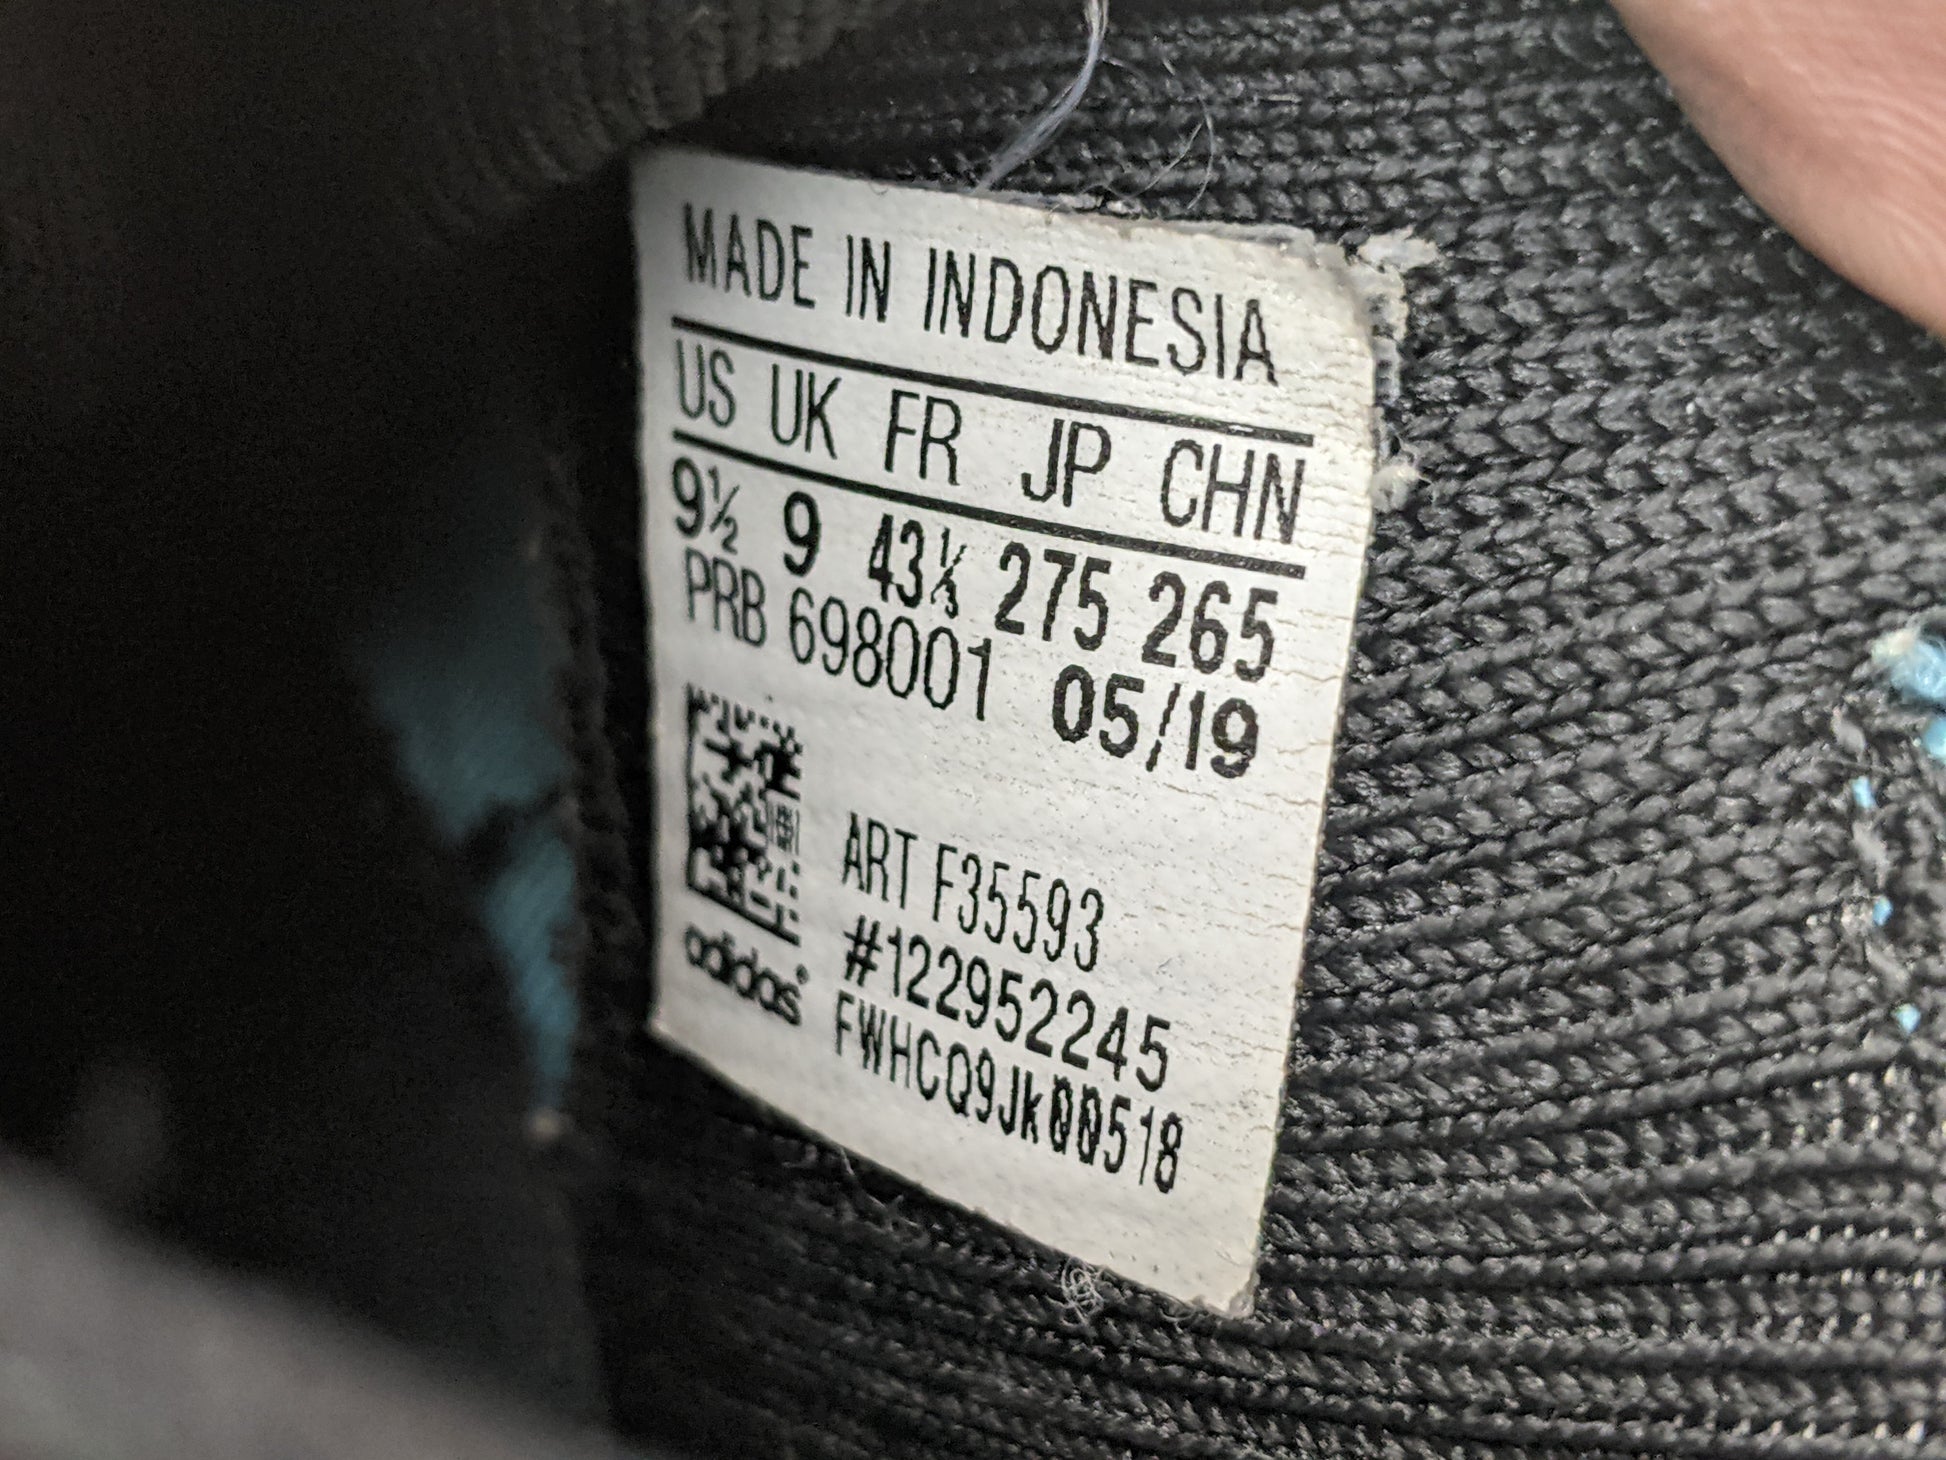 MADE IN INDONESIA
US UK FR JP CHN
9½ 9 43⅓ 275 265
PRB 698001 05/19
ART F35593
#122952245
FWHCQ9Jk00518
adidas®